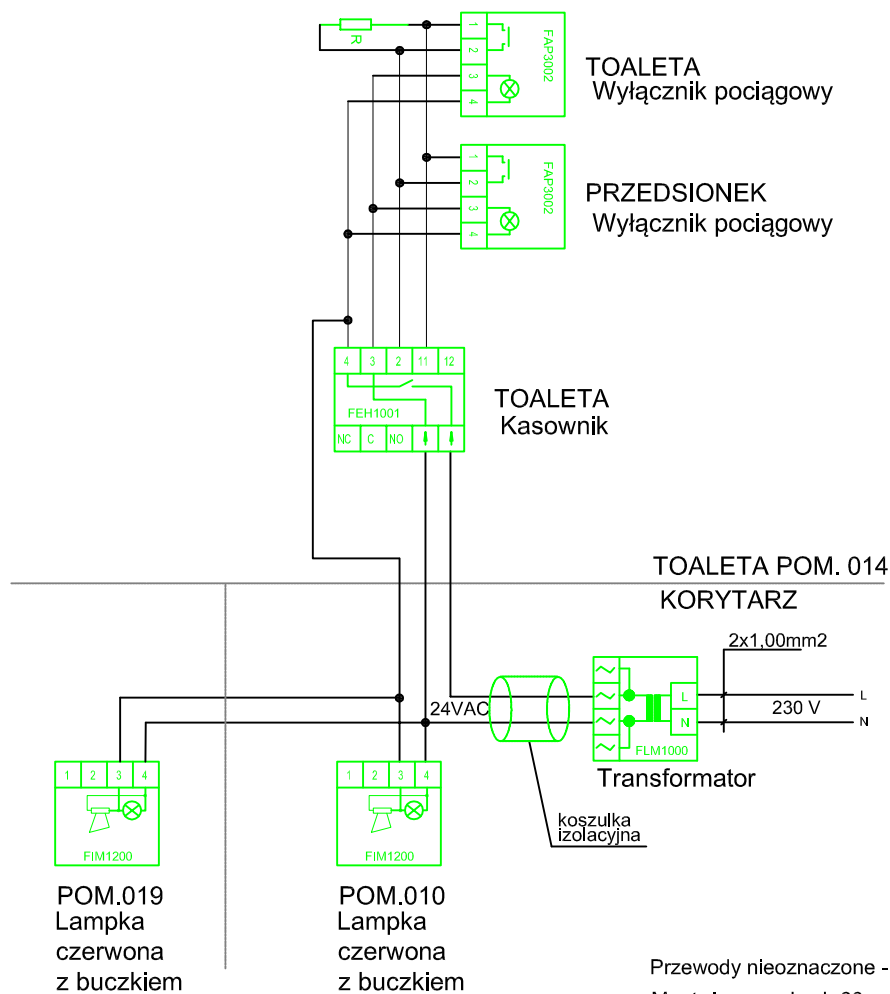 1
2
3
4
R
FAP3002
TOALETA
Wyłącznik pociągowy
1
2
3
4
FAP3002
PRZEDSIONEK
Wyłącznik pociągowy
4 3 2 11 12
FEH1001
NC C NO
TOALETA
Kasownik
TOALETA POM. 014
KORYTARZ
2x1,00mm2
24VAC
L
N
230 V
L
N
FLM1000
Transformator
koszulka
izolacyjna
1 2 3 4
FIM1200
POM.019
Lampka
czerwona
z buczkiem
1 2 3 4
FIM1200
POM.010
Lampka
czerwona
z buczkiem
Przewody nieoznaczone -